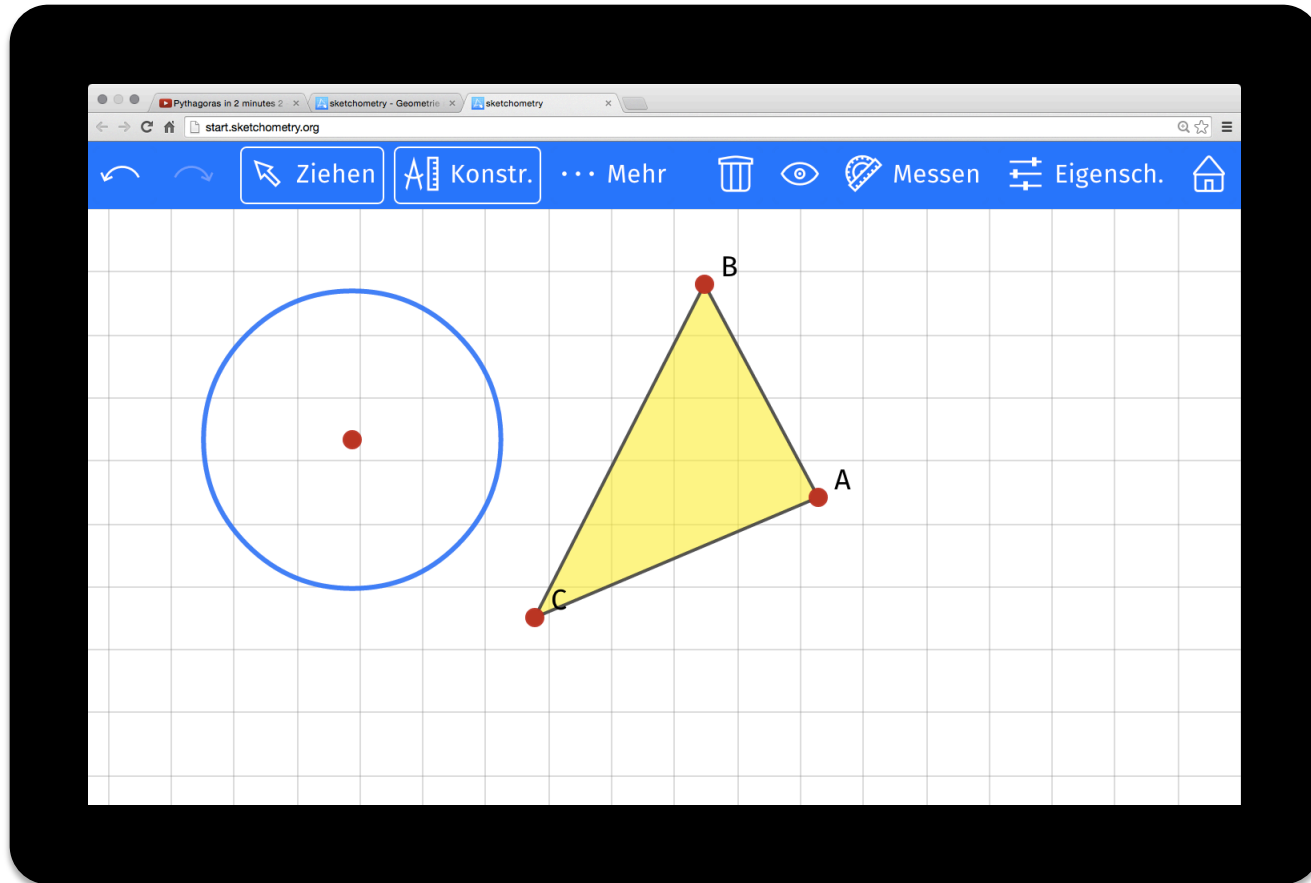 Pythagoras in 2 minutes 2
sketchometry - Geometrie
sketchometry
start.sketchometry.org
Ziehen
Konstr.
Mehr
Messen
Eigensch.
B
A
C